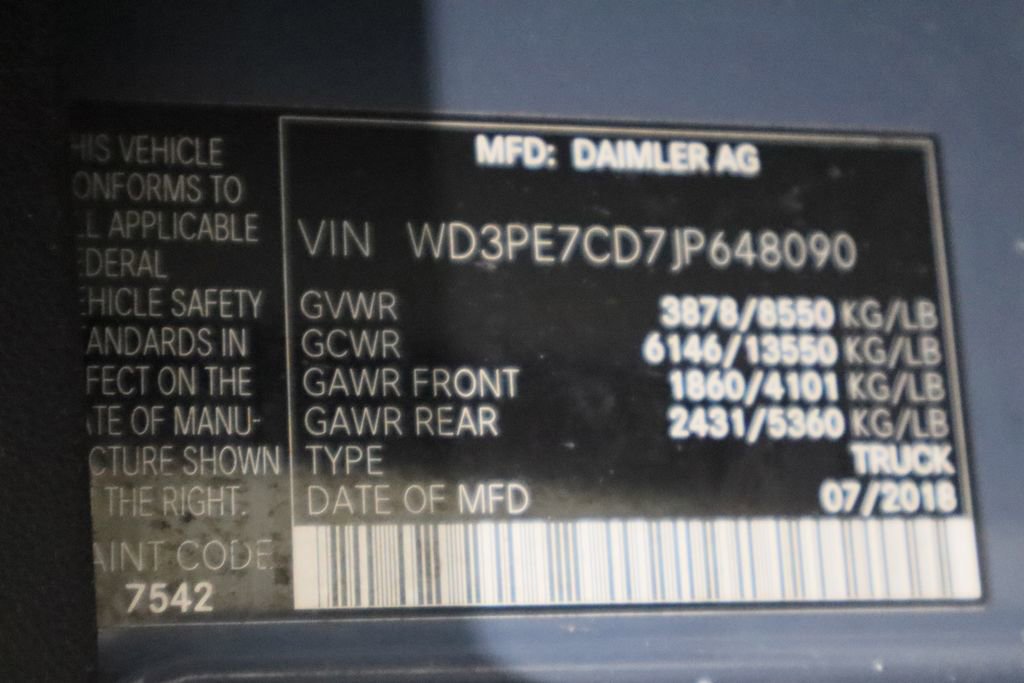 HIS VEHICLE
ONFORMS TO
LL APPLICABLE
EDERAL
EHICLE SAFETY
ANDARDS IN
FECT ON THE
ATE OF MANU-
CTURE SHOWN
THE RIGHT.
AINT CODE
7542
MFD: DAIMLER AG
VIN WD3PE7CD7JP648090
GVWR 3878/8550 KG/LB
GCWR 6146/13550 KG/LB
GAWR FRONT 1860/4101 KG/LB
GAWR REAR 2431/5360 KG/LB
TYPE TRUCK
DATE OF MFD 07/2018